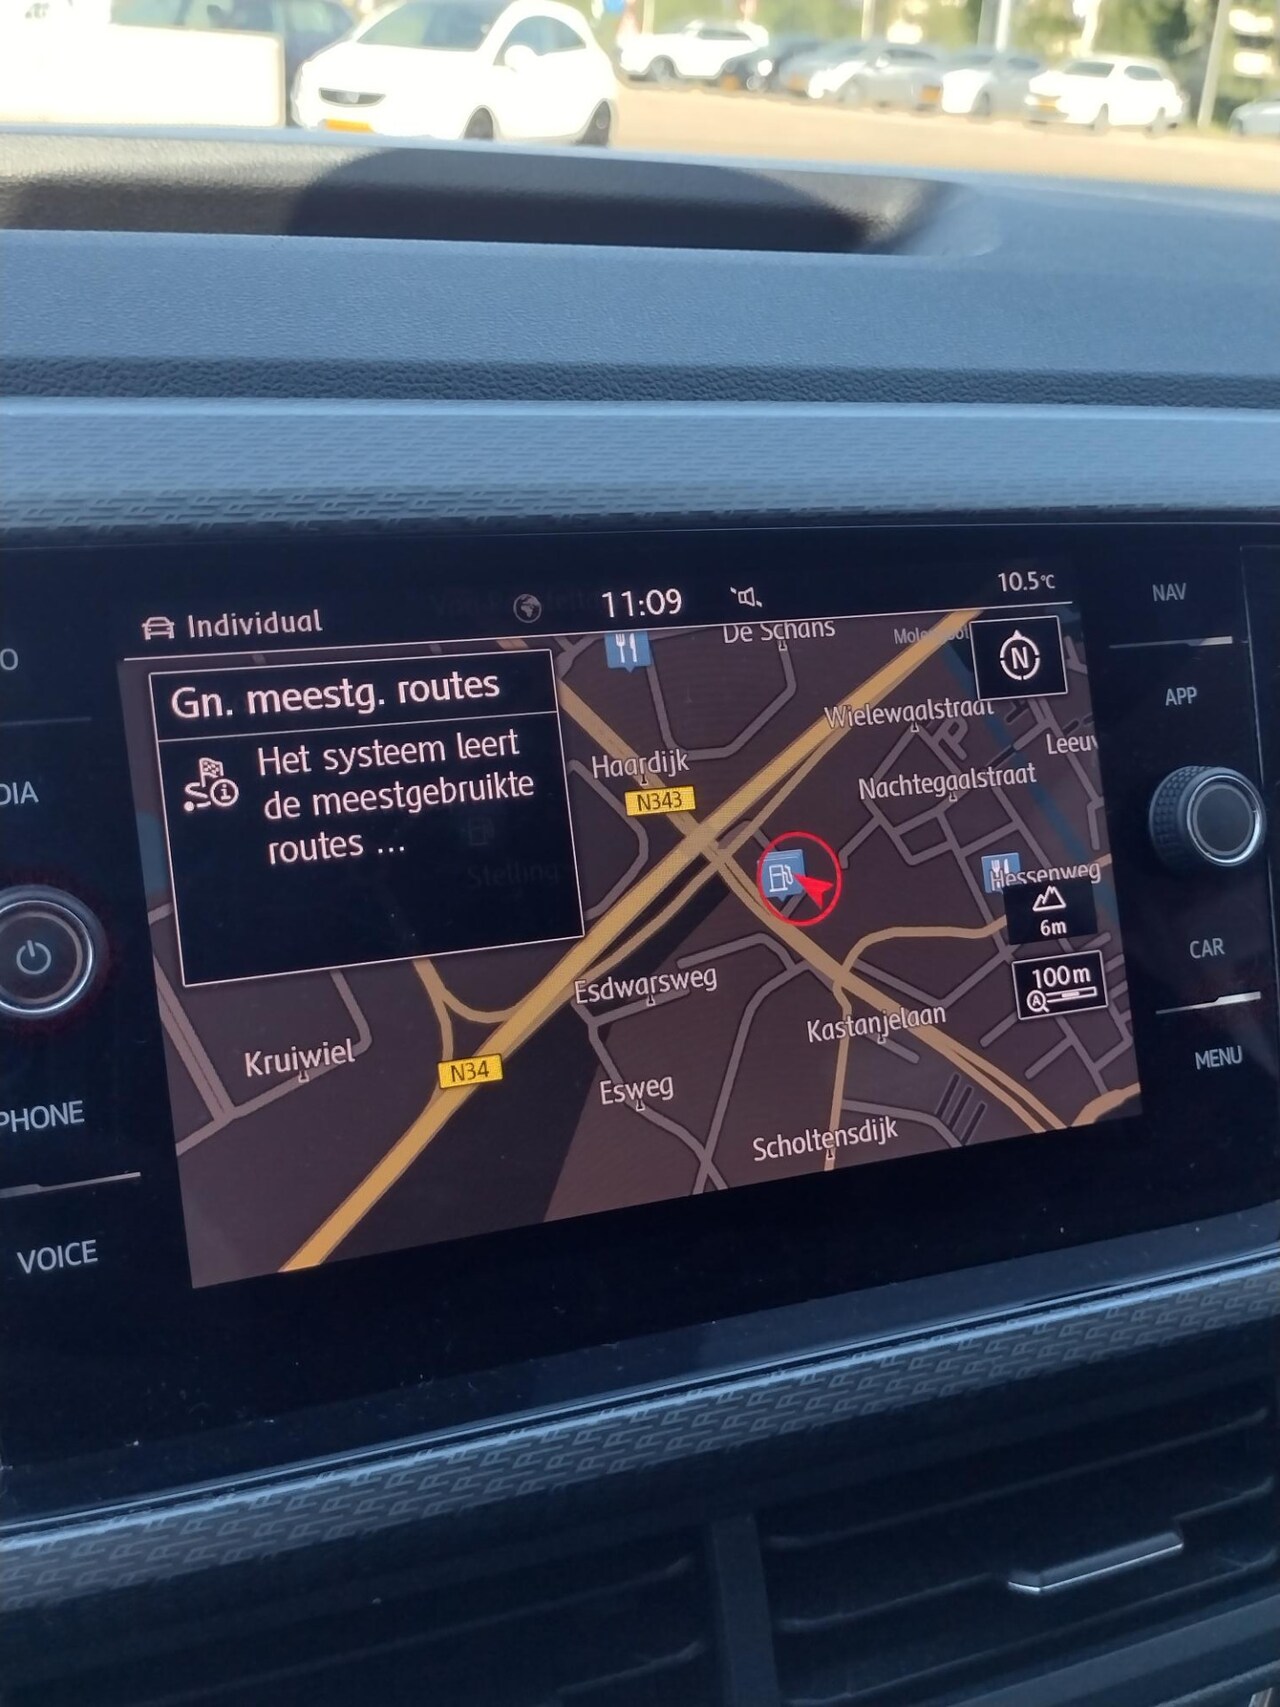 Individual
11:09
10.5°C
Gn. meestg. routes
Het systeem leert
de meestgebruikte
routes ...
De Schans
N
Wielewaalstraat
Haardijk
N343
Nachtegaalstraat
Hessenweg
6m
100m
Esdwarsweg
Kastanjelaan
Kruiwiel
N34
Esweg
Scholtensdijk
PHONE
VOICE
NAV
APP
CAR
MENU